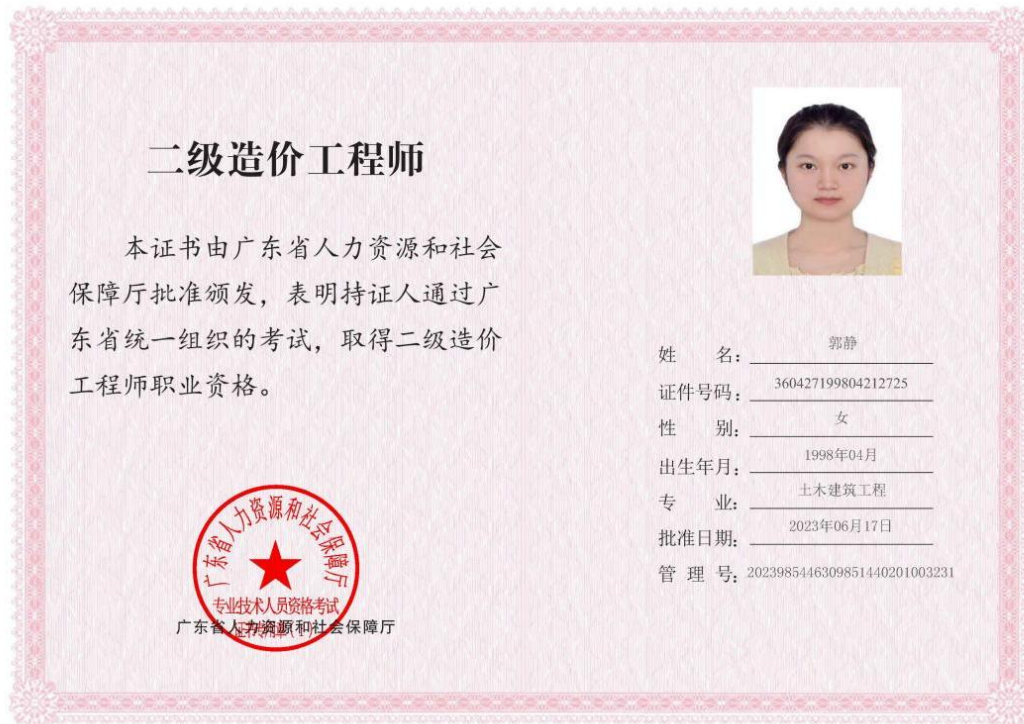 二级造价工程师
本证书由广东省人力资源和社会
保障厅批准颁发，表明持证人通过广
东省统一组织的考试，取得二级造价
工程师职业资格。
广东省人力资源和社会保障厅
专业技术人员资格考试
广东省人力资源和社会保障厅
姓 名：郭静
证件号码：360427199804212725
性 别：女
出生年月：1998年04月
专 业：土木建筑工程
批准日期：2023年06月17日
管 理 号：20239854463098514402010​03231